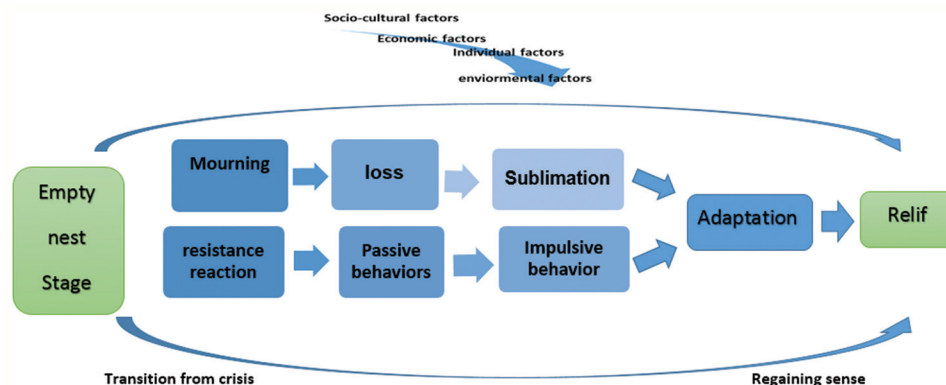 Socio-cultural factors
Economic factors
Individual factors
enviormental factors
Empty
nest
Stage
Mourning
loss
Sublimation
resistance
reaction
Passive
behaviors
Impulsive
behavior
Adaptation
Relif
Transition from crisis
Regaining sense